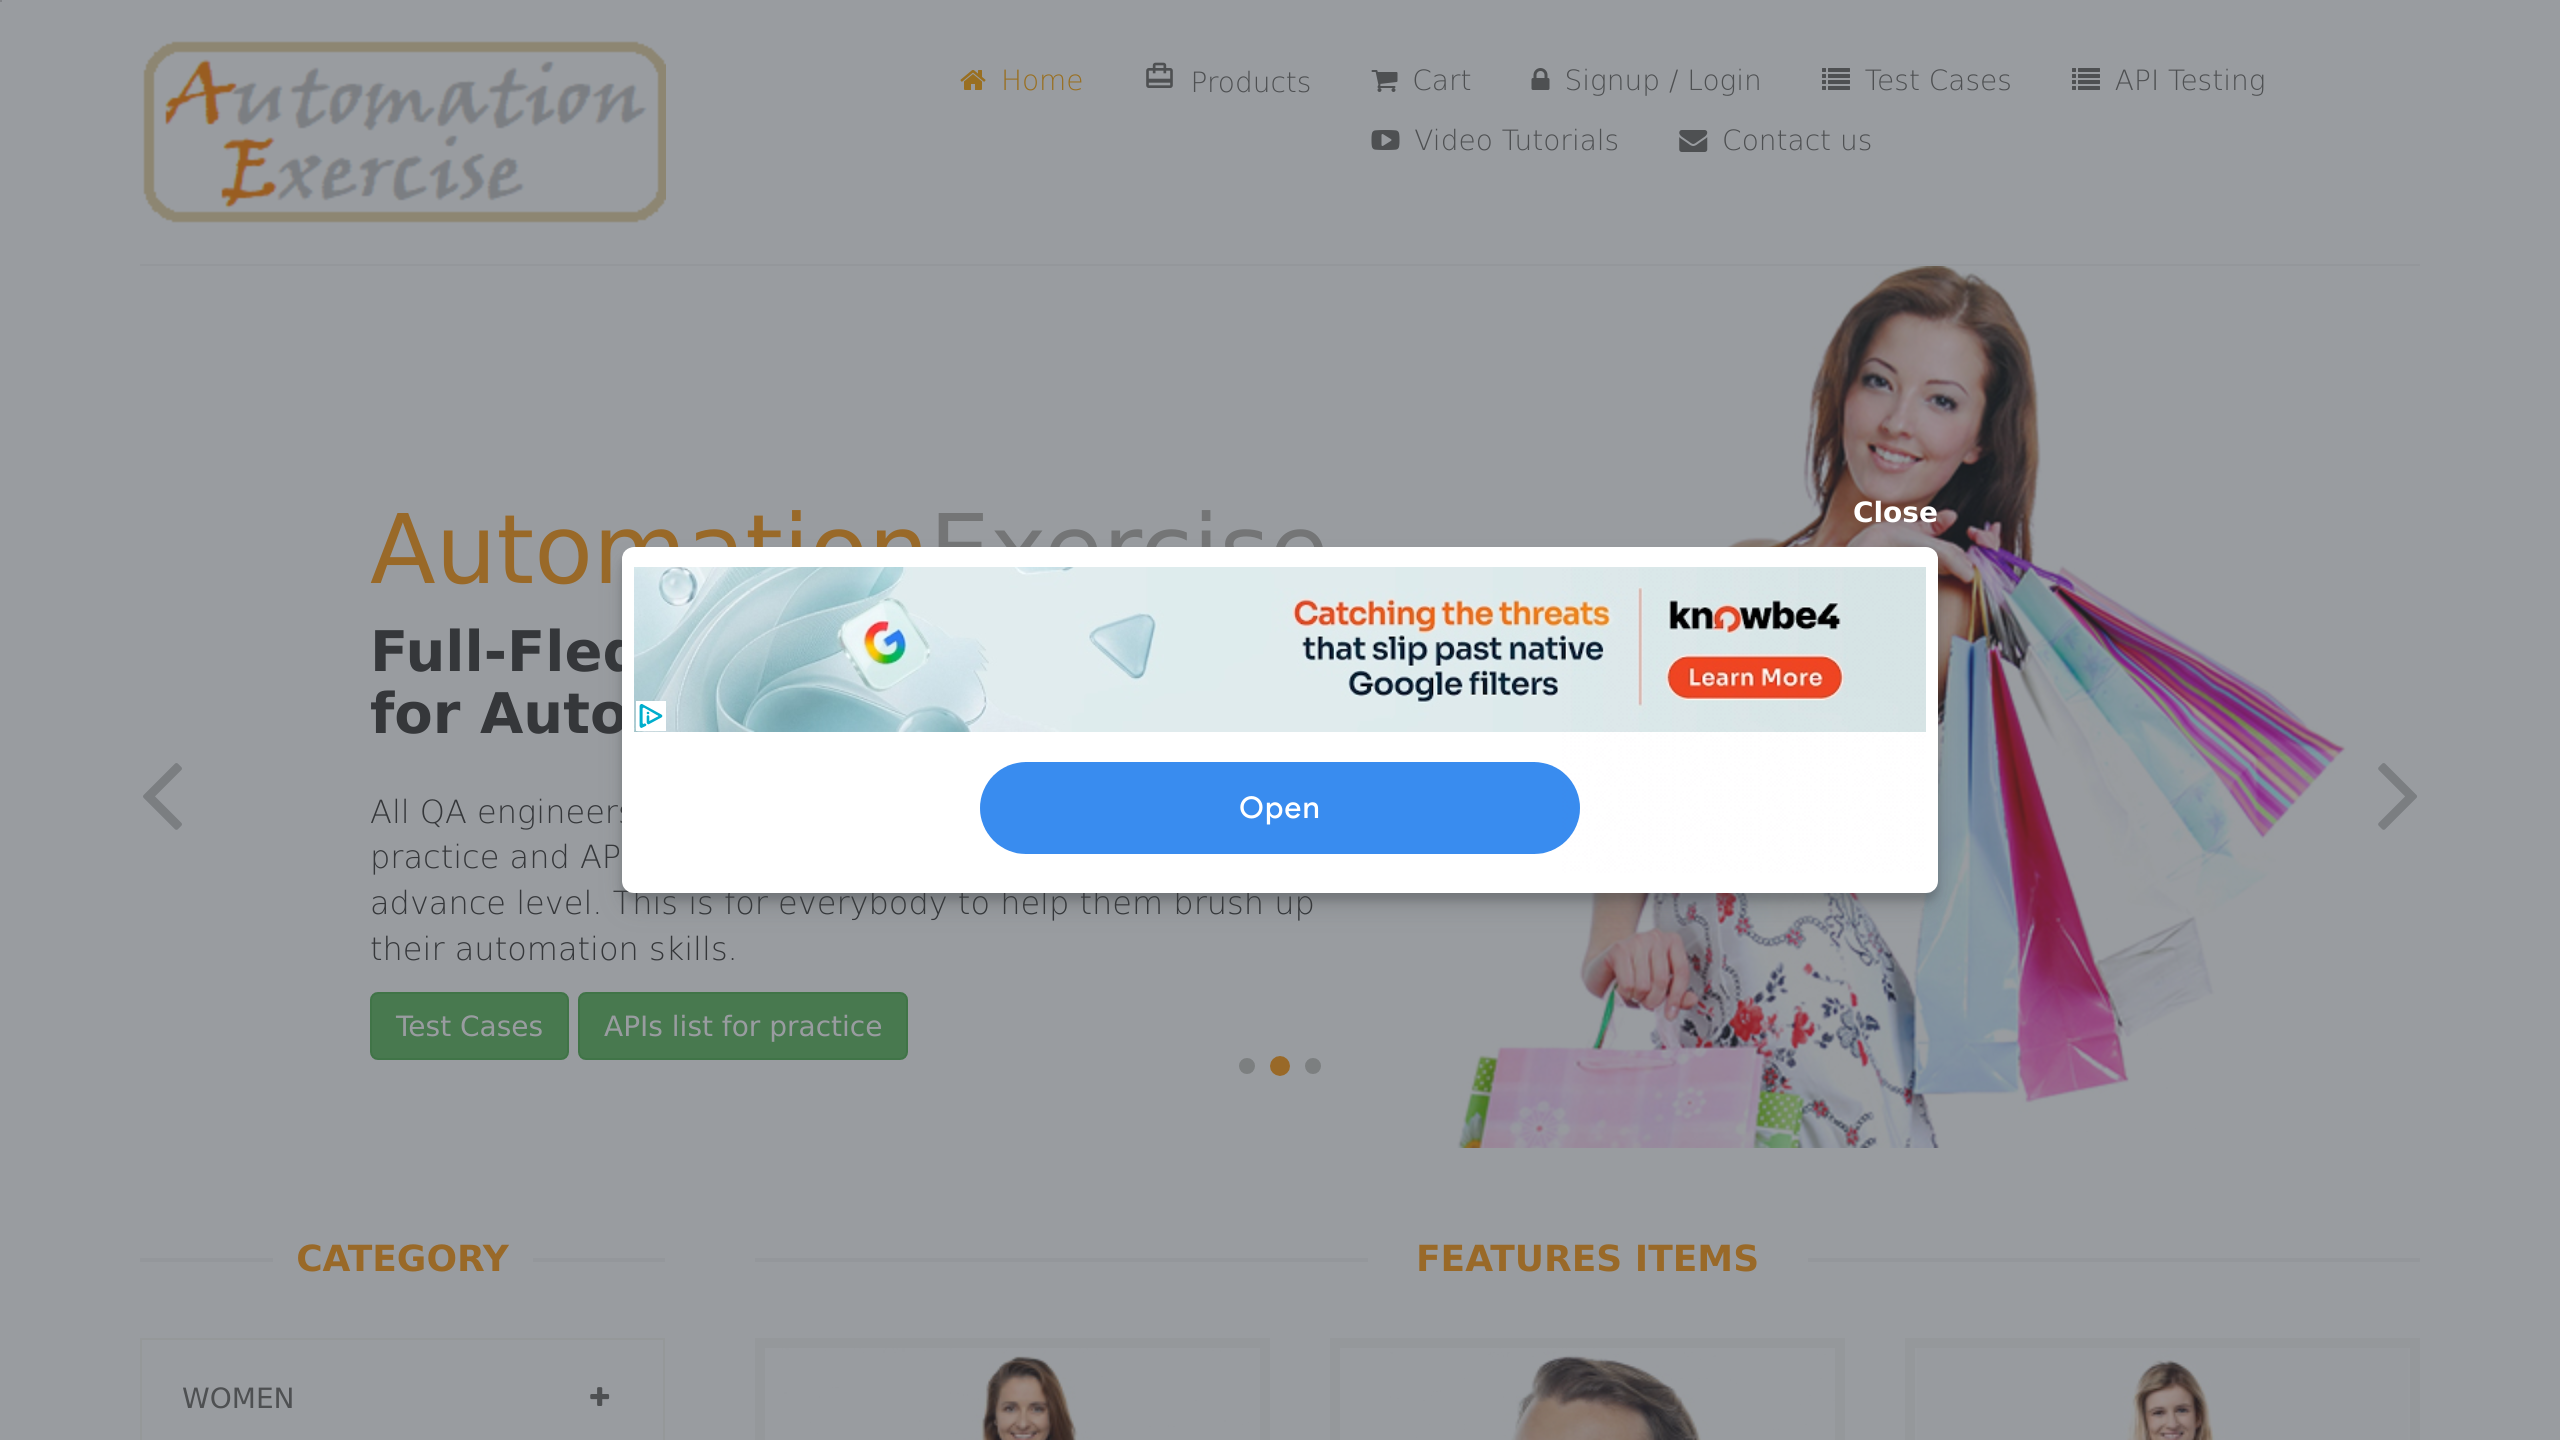 Automation
Exercise
Home
Products
Cart
Signup / Login
Test Cases
API Testing
Video Tutorials
Contact us
Close
AutomationExercise
Full-Fled
for Auto
Catching the threats
that slip past native
Google filters
knowbe4
Learn More
Open
All QA engineers
practice and AP
advance level. This is for everybody to help them brush up
their automation skills.
Test Cases
APIs list for practice
CATEGORY
FEATURES ITEMS
WOMEN